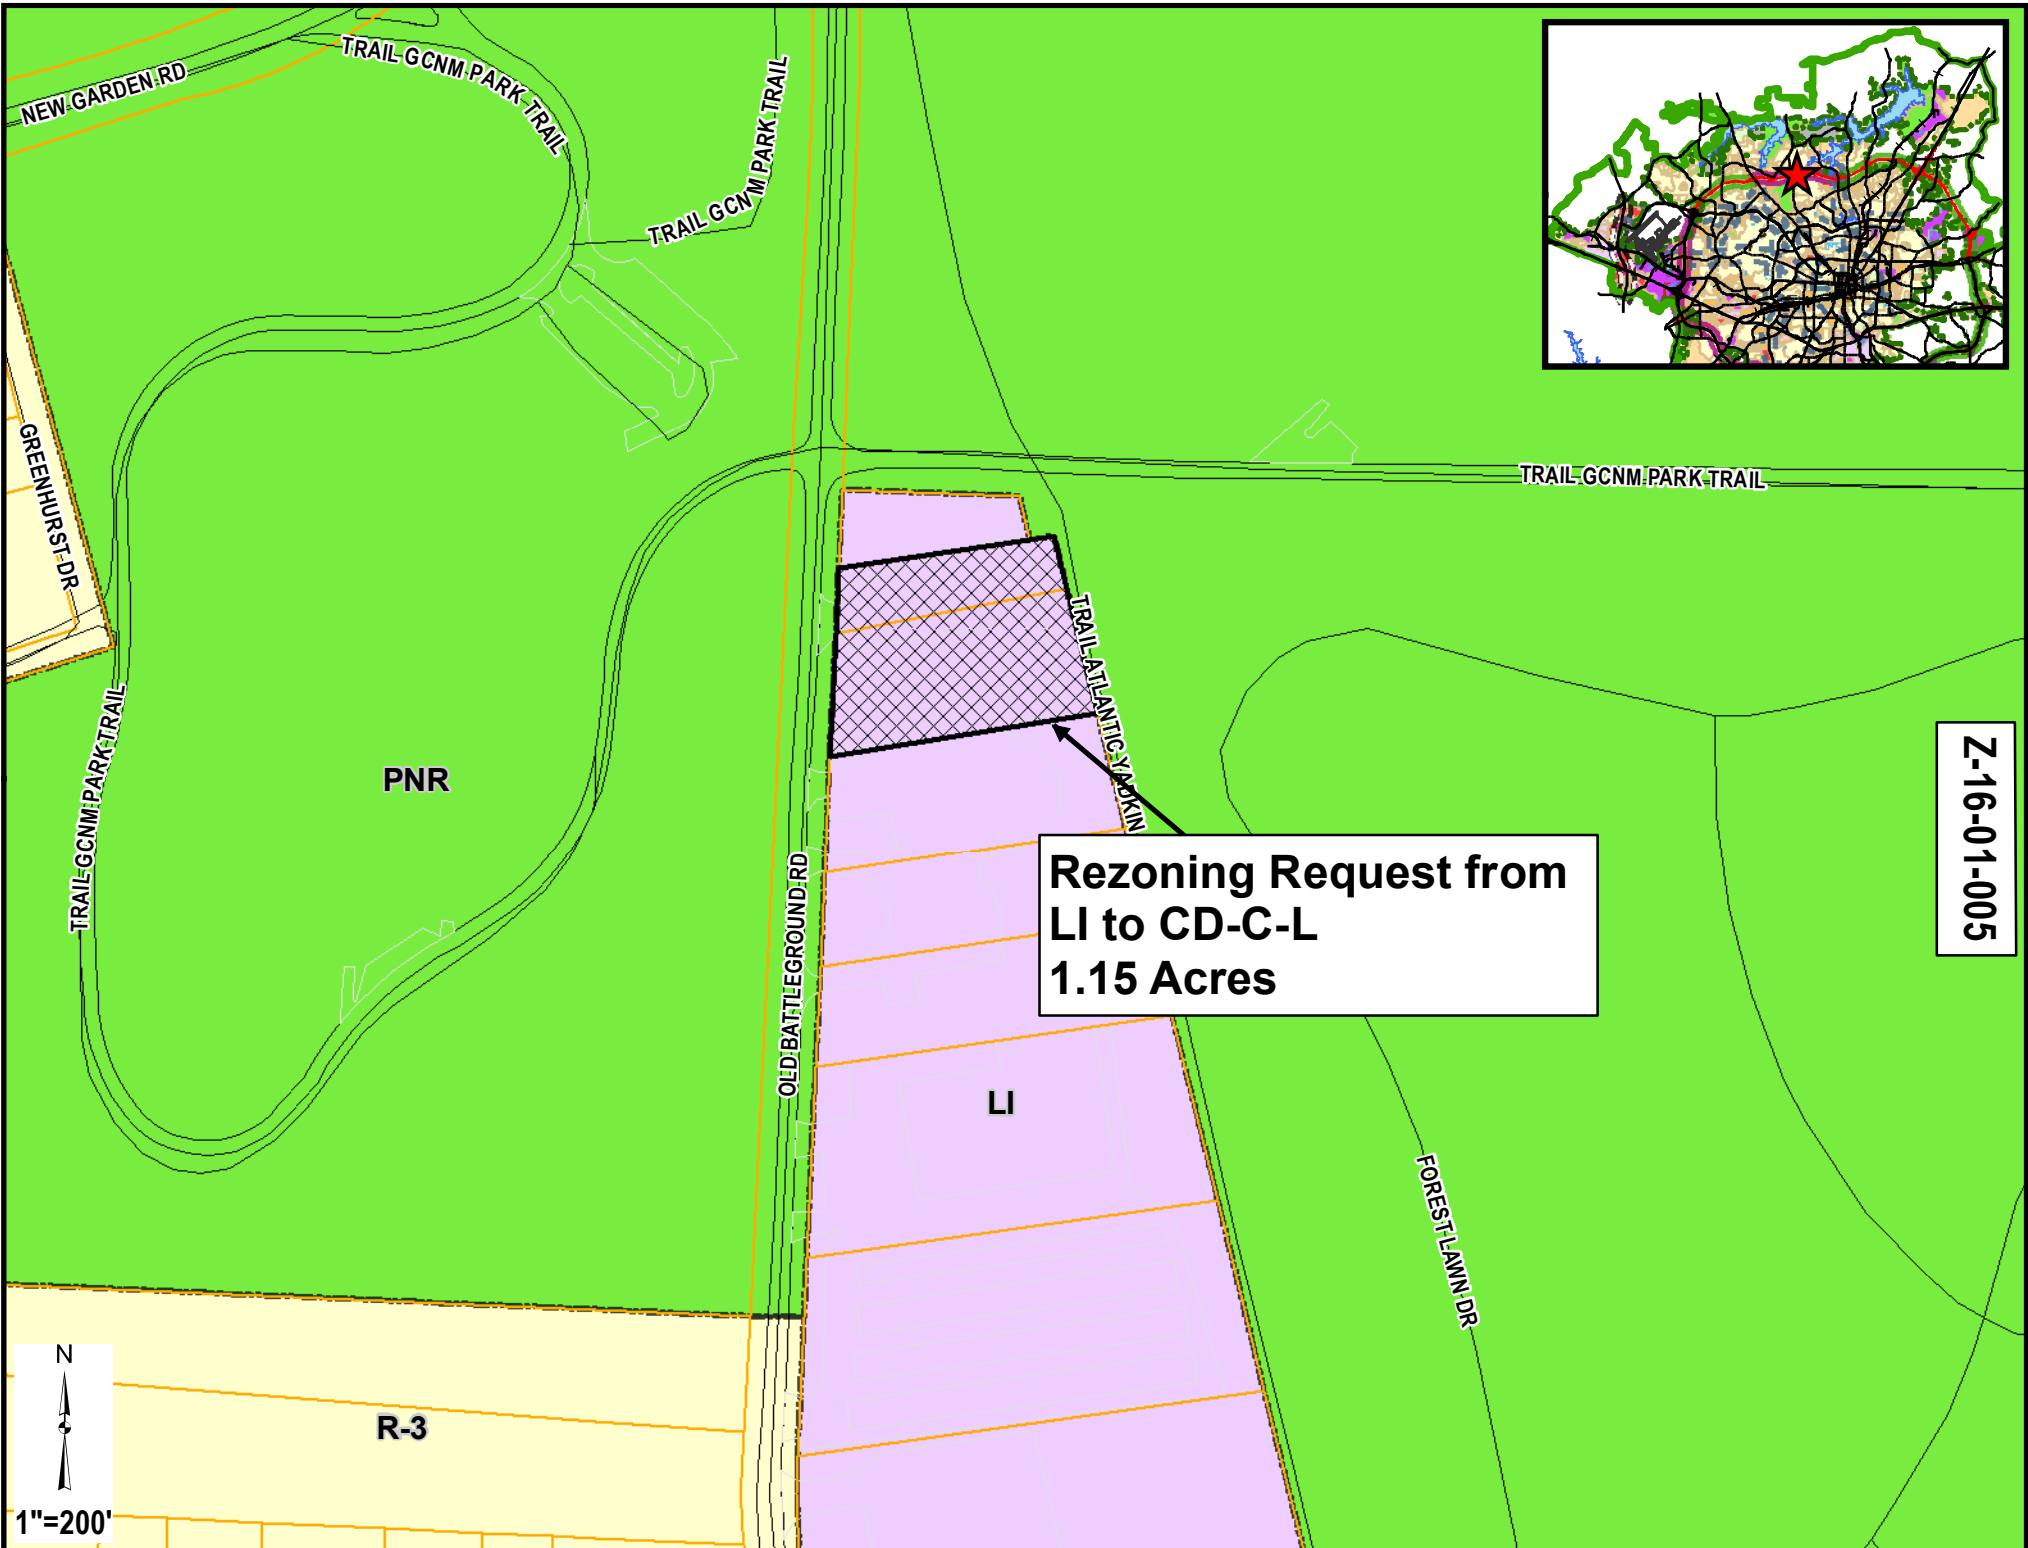 NEW GARDEN RD
TRAIL GCNM PARK TRAIL
TRAIL GCNM PARK TRAIL
TRAIL GCNM PARK TRAIL
GREENHURST DR
TRAIL ATLANTIC YADKIN
TRAIL GCNM PARK TRAIL
PNR
Z-16-01-005
OLD BATTLEGROUND RD
Rezoning Request from
LI to CD-C-L
1.15 Acres
LI
FOREST LAWN DR
N
R-3
1"=200'